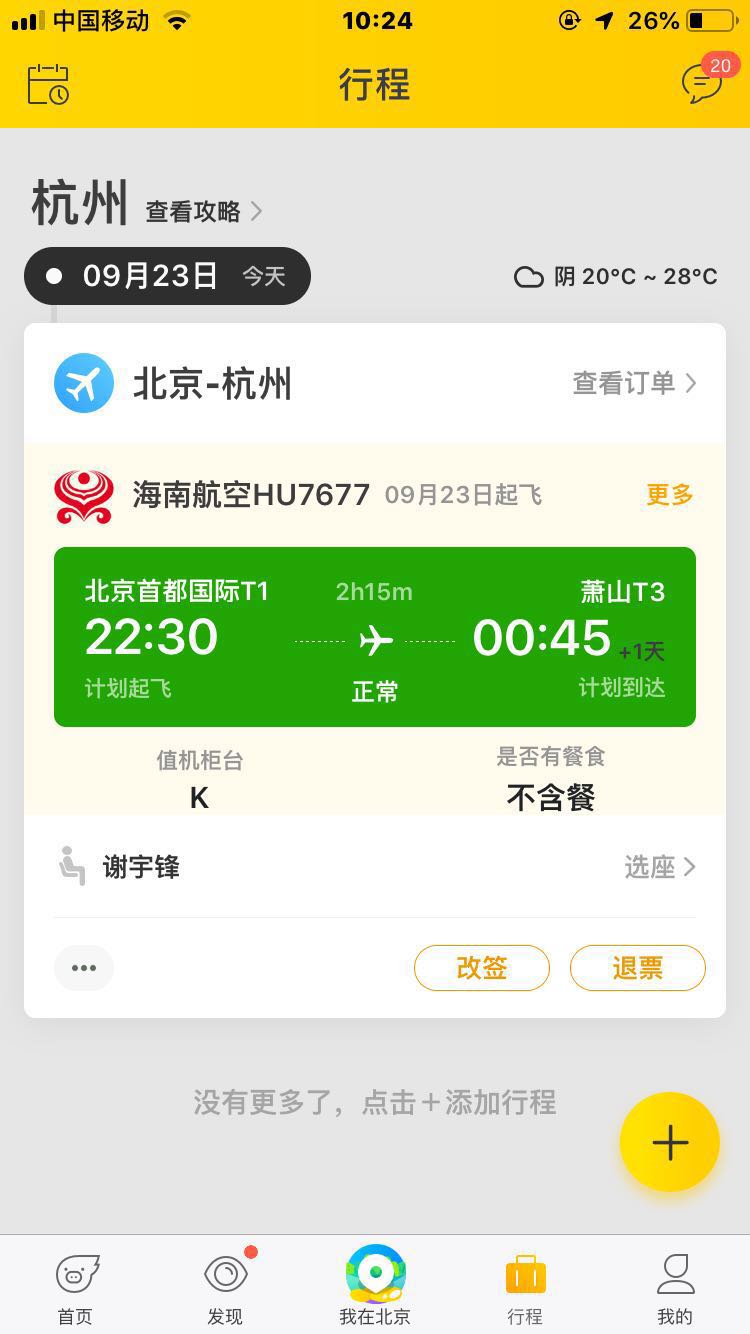 中国移动 10:24 26%
行程 20
杭州 查看攻略
09月23日 今天 阴 20°C ~ 28°C
北京-杭州 查看订单
海南航空HU7677 09月23日起飞 更多
北京首都国际T1 2h15m 萧山T3
22:30 00:45 +1天
计划起飞 正常 计划到达
值机柜台 是否有餐食
K 不含餐
谢宇锋 选座
改签 退票
没有更多了，点击＋添加行程
首页 发现 我在北京 行程 我的